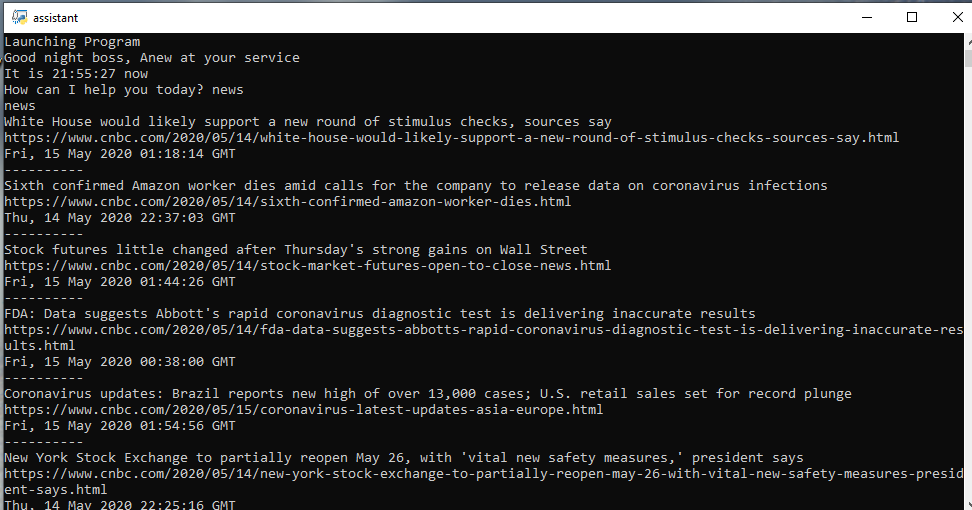 assistant
Launching Program
Good night boss, Anew at your service
It is 21:55:27 now
How can I help you today? news
news
White House would likely support a new round of stimulus checks, sources say
https://www.cnbc.com/2020/05/14/white-house-would-likely-support-a-new-round-of-stimulus-checks-sources-say.html
Fri, 15 May 2020 01:18:14 GMT
----------
Sixth confirmed Amazon worker dies amid calls for the company to release data on coronavirus infections
https://www.cnbc.com/2020/05/14/sixth-confirmed-amazon-worker-dies.html
Thu, 14 May 2020 22:37:03 GMT
----------
Stock futures little changed after Thursday's strong gains on Wall Street
https://www.cnbc.com/2020/05/14/stock-market-futures-open-to-close-news.html
Fri, 15 May 2020 01:44:26 GMT
----------
FDA: Data suggests Abbott's rapid coronavirus diagnostic test is delivering inaccurate results
https://www.cnbc.com/2020/05/14/fda-data-suggests-abbotts-rapid-coronavirus-diagnostic-test-is-delivering-inaccurate-res
ults.html
Fri, 15 May 2020 00:38:00 GMT
----------
Coronavirus updates: Brazil reports new high of over 13,000 cases; U.S. retail sales set for record plunge
https://www.cnbc.com/2020/05/15/coronavirus-latest-updates-asia-europe.html
Fri, 15 May 2020 01:54:56 GMT
----------
New York Stock Exchange to partially reopen May 26, with 'vital new safety measures,' president says
https://www.cnbc.com/2020/05/14/new-york-stock-exchange-to-partially-reopen-may-26-with-vital-new-safety-measures-presid
ent-says.html
Thu, 14 May 2020 22:25:16 GMT